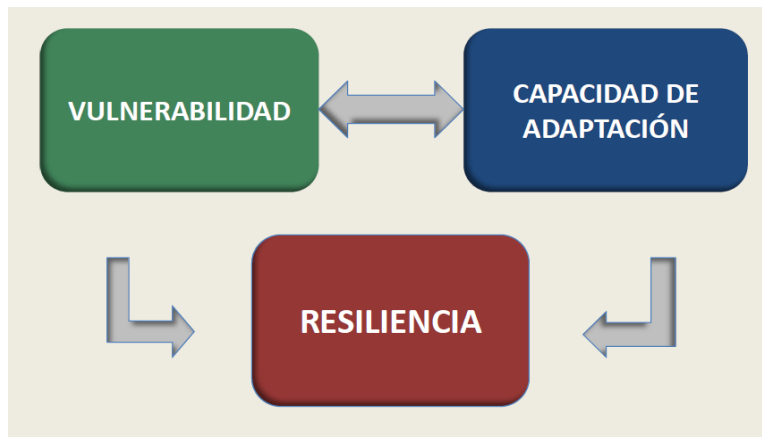 VULNERABILIDAD
CAPACIDAD DE
ADAPTACIÓN
RESILIENCIA